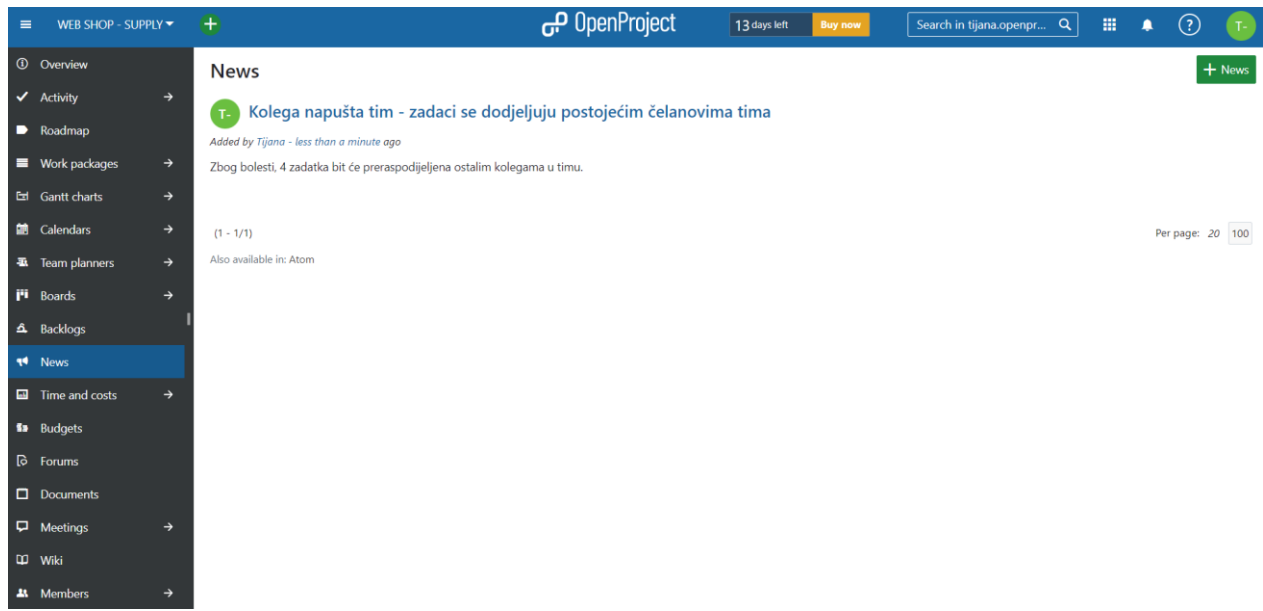 WEB SHOP - SUPPLY
OpenProject
13 days left
Buy now
Search in tijana.openpr...
?
T-
Overview
Activity
Roadmap
Work packages
Gantt charts
Calendars
Team planners
Boards
Backlogs
News
Time and costs
Budgets
Forums
Documents
Meetings
Wiki
Members
News
+ News
T-
Kolega napušta tim - zadaci se dodjeljuju postojećim čelanovima tima
Added by Tijana - less than a minute ago
Zbog bolesti, 4 zadatka bit će preraspodijeljena ostalim kolegama u timu.
(1 - 1/1)
Per page: 20 100
Also available in: Atom